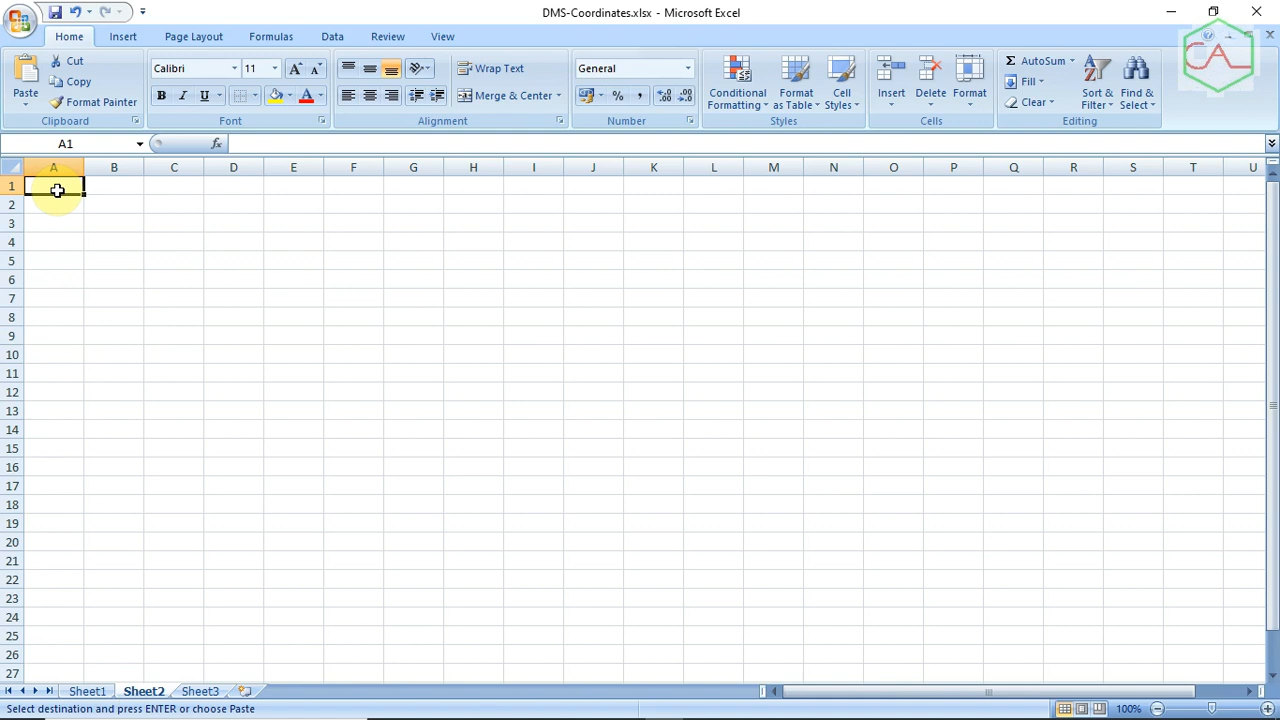 DMS-Coordinates.xlsx - Microsoft Excel
Home Insert Page Layout Formulas Data Review View
Paste
Cut
Copy
Format Painter
Clipboard
Calibri 11
B I U
Font
Wrap Text
Merge & Center
Alignment
General
% ,
Number
Conditional Formatting
Format as Table
Cell Styles
Styles
Insert
Delete
Format
Cells
Σ AutoSum
Fill
Clear
Sort & Filter
Find & Select
Editing
CA
A1 fx
A B C D E F G H I J K L M N O P Q R S T U
1
2
3
4
5
6
7
8
9
10
11
12
13
14
15
16
17
18
19
20
21
22
23
24
25
26
27
Sheet1 Sheet2 Sheet3
Select destination and press ENTER or choose Paste 100%